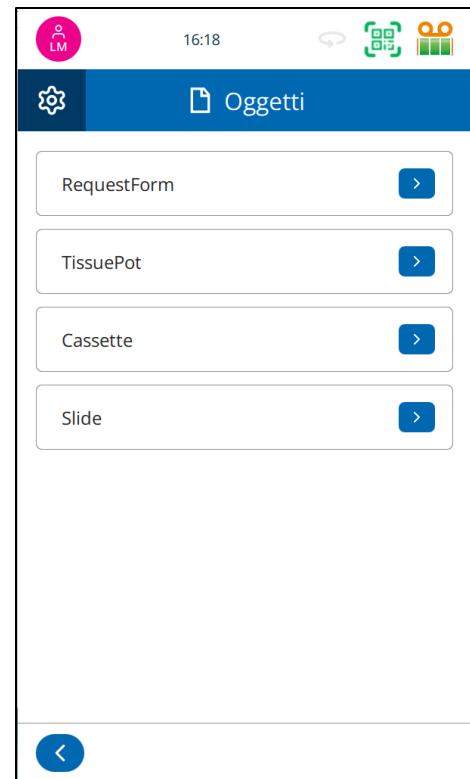 LM
16:18
Oggetti
RequestForm
TissuePot
Cassette
Slide